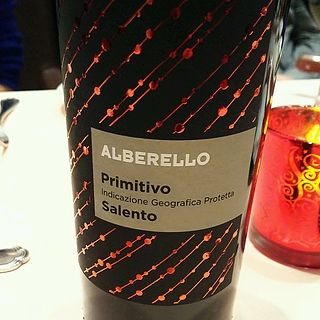 ALBERELLO
Primitivo
Indicazione Geografica Protetta
Salento